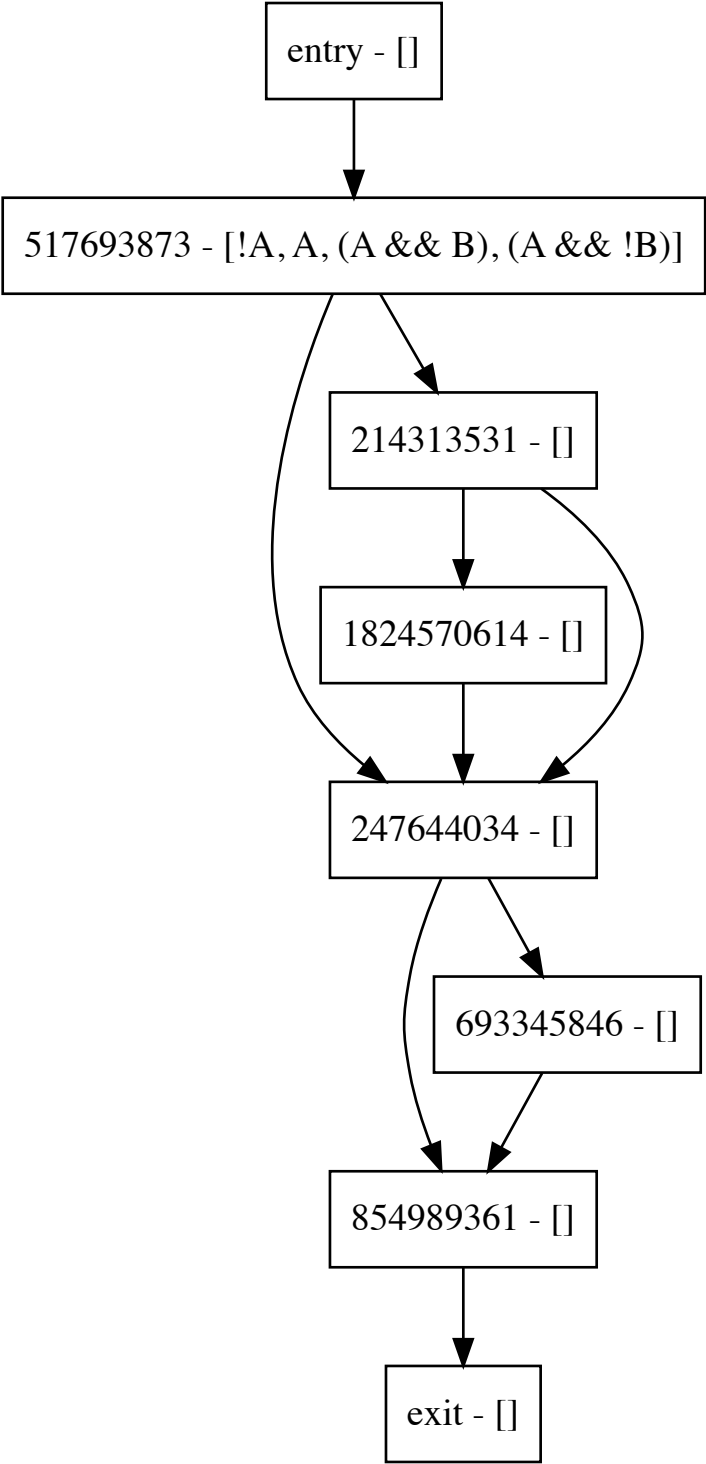 entry - []
517693873 - [!A, A, (A && B), (A && !B)]
214313531 - []
1824570614 - []
247644034 - []
693345846 - []
854989361 - []
exit - []